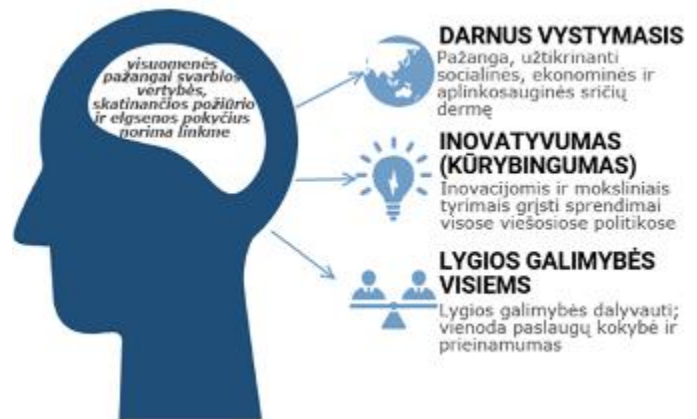 visuomenės
pažangai svarbios
vertybės,
skatinančios požiūrio
ir elgsenos pokyčius
norima linkme
DARNUS VYSTYMASIS
Pažanga, užtikrinanti
socialinės, ekonominės ir
aplinkosauginės sričių
dermę
INOVATYVUMAS
(KŪRYBINGUMAS)
Inovacijomis ir moksliniais
tyrimais grįsti sprendimai
visose viešosiose politikose
LYGIOS GALIMYBĖS
VISIEMS
Lygios galimybės dalyvauti;
vienoda paslaugų kokybė ir
prieinamumas